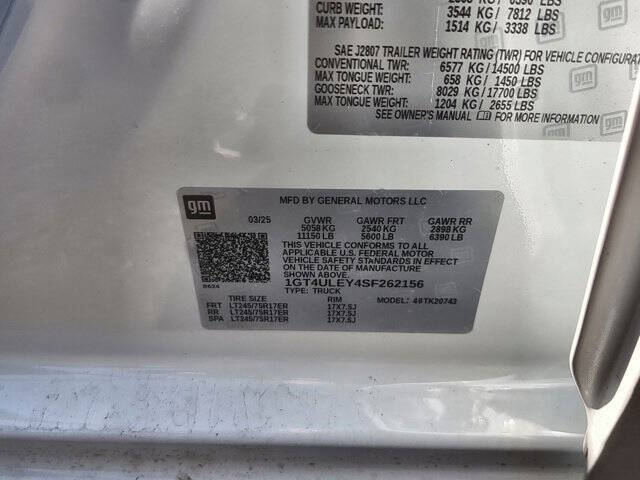 CURB WEIGHT: 3544 KG / 7812 LBS
MAX PAYLOAD: 1514 KG / 3338 LBS
SAE J2807 TRAILER WEIGHT RATING (TWR) FOR VEHICLE CONFIGURAT
CONVENTIONAL TWR: 6577 KG / 14500 LBS
MAX TONGUE WEIGHT: 658 KG / 1450 LBS
GOOSENECK TWR: 8029 KG / 17700 LBS
MAX TONGUE WEIGHT: 1204 KG / 2655 LBS
SEE OWNER'S MANUAL FOR MORE INFORMATION
gm MFD BY GENERAL MOTORS LLC
03/25 GVWR GAWR FRT GAWR RR
5058 KG 2540 KG 2898 KG
11150 LB 5600 LB 6390 LB
THIS VEHICLE CONFORMS TO ALL
APPLICABLE U.S. FEDERAL MOTOR
VEHICLE SAFETY STANDARDS IN
EFFECT ON THE DATE OF MANUFACTURE
SHOWN ABOVE.
1GT4ULEY4SF262156
TYPE: TRUCK
TIRE SIZE RIM MODEL:
FRT LT245/75R17ER 17X7.5J
RR LT245/75R17ER 17X7.5J
SPA LT245/75R17ER 17X7.5J